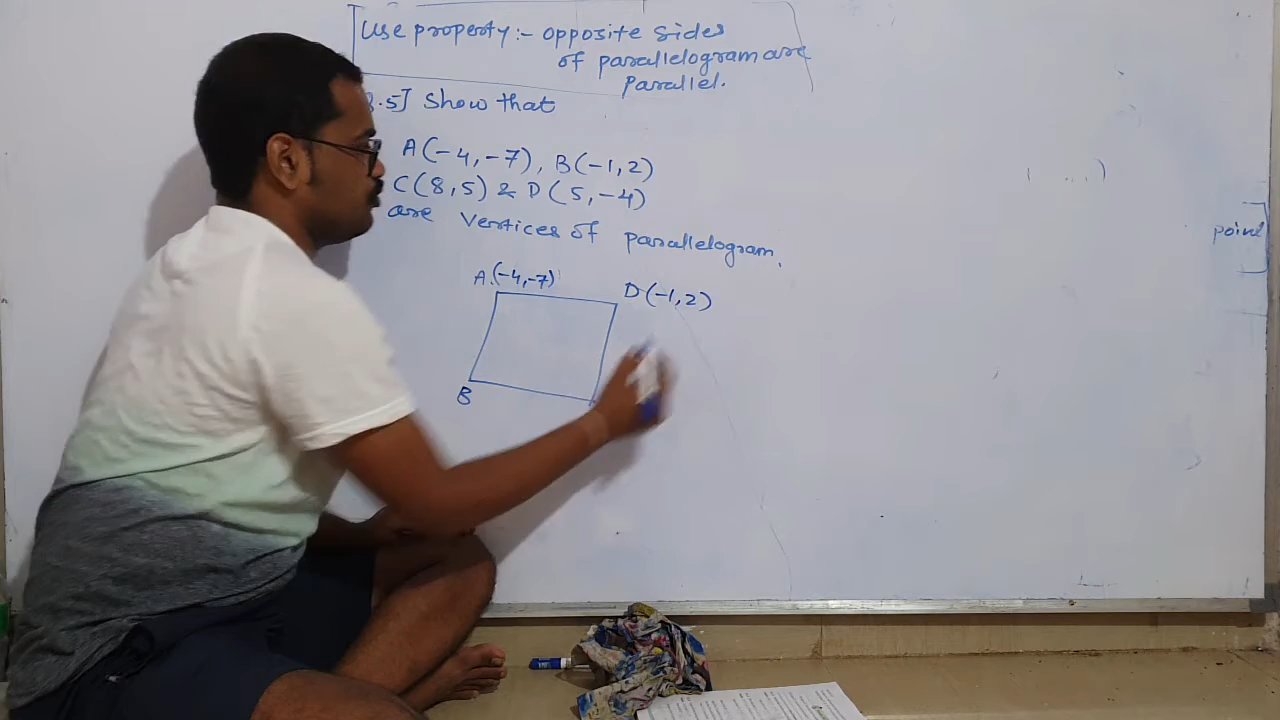 Use property:- opposite sides
of parallelogram are
parallel.
.5] Show that
A(-4,-7), B(-1,2)
C(8,5) & D(5,-4)
are vertices of parallelogram.
A(-4,-7)
D(-1,2)
B
point